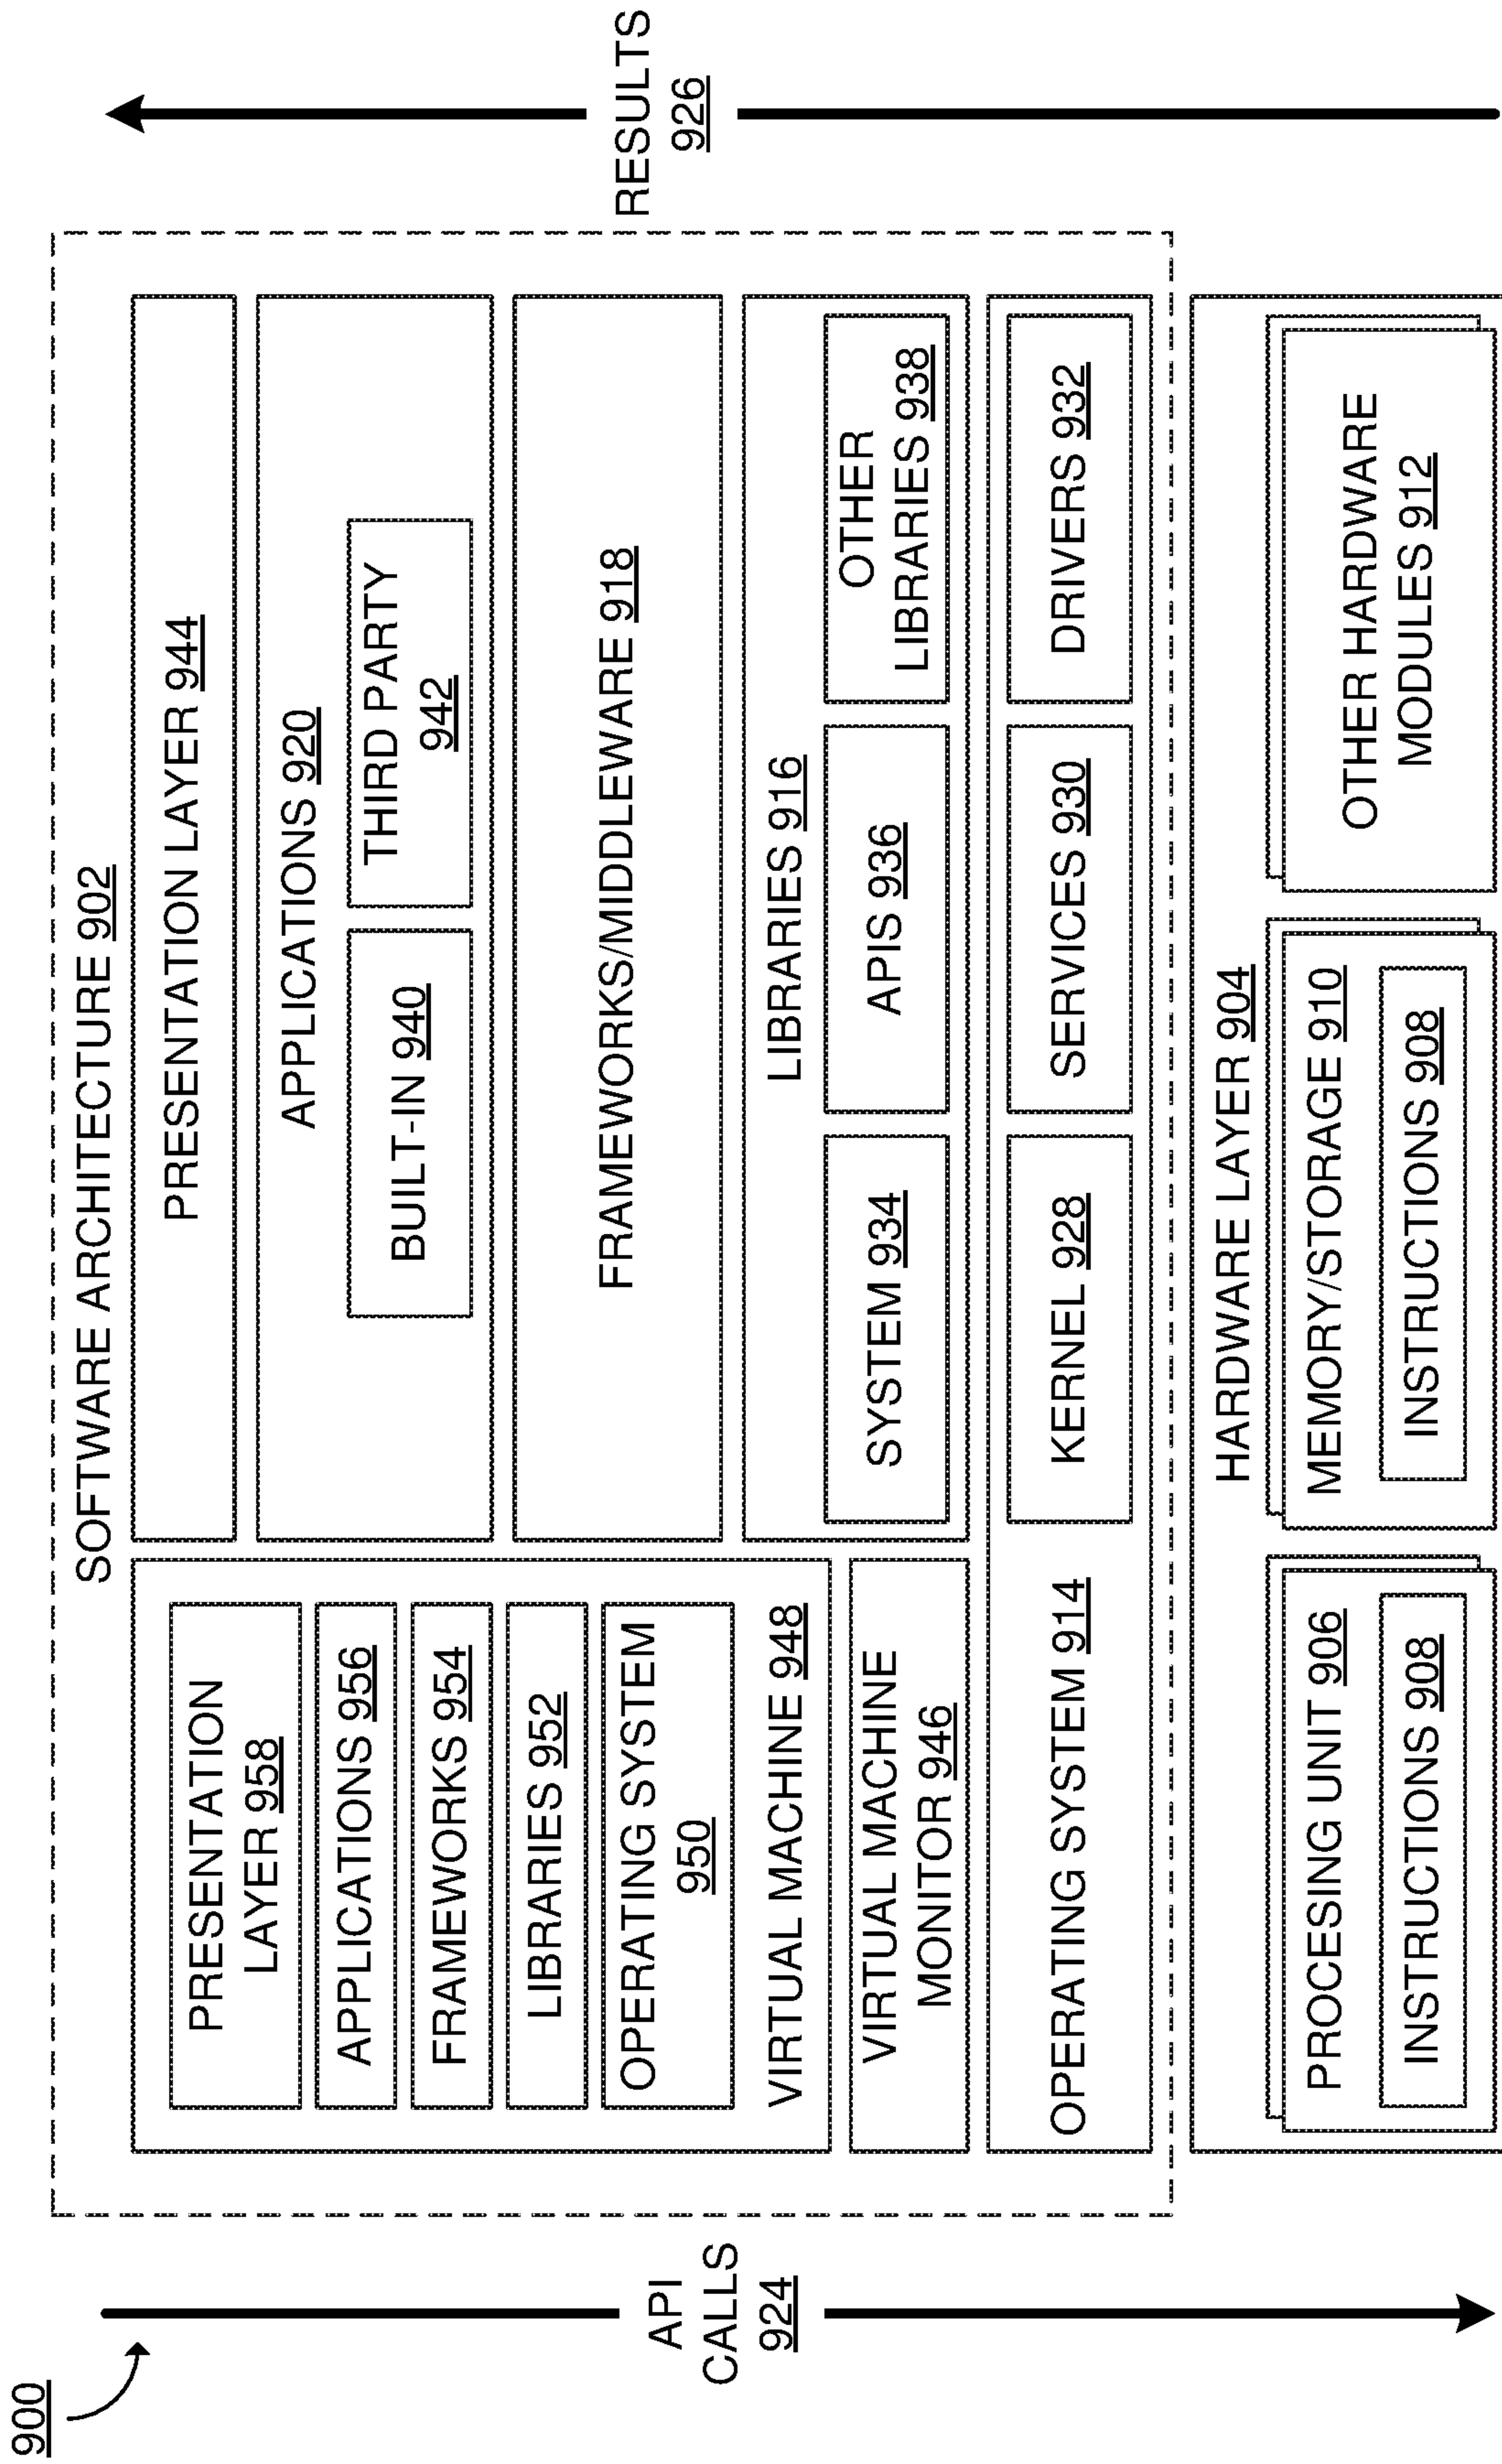 900
SOFTWARE ARCHITECTURE 902
PRESENTATION
LAYER 958
APPLICATIONS 956
FRAMEWORKS 954
LIBRARIES 952
OPERATING SYSTEM
950
VIRTUAL MACHINE 948
VIRTUAL MACHINE
MONITOR 946
PRESENTATION LAYER 944
APPLICATIONS 920
BUILT-IN 940
THIRD PARTY
942
FRAMEWORKS/MIDDLEWARE 918
LIBRARIES 916
SYSTEM 934
APIS 936
OTHER
LIBRARIES 938
OPERATING SYSTEM 914
KERNEL 928
SERVICES 930
DRIVERS 932
HARDWARE LAYER 904
PROCESING UNIT 906
INSTRUCTIONS 908
MEMORY/STORAGE 910
INSTRUCTIONS 908
OTHER HARDWARE
MODULES 912
API
CALLS
924
RESULTS
926